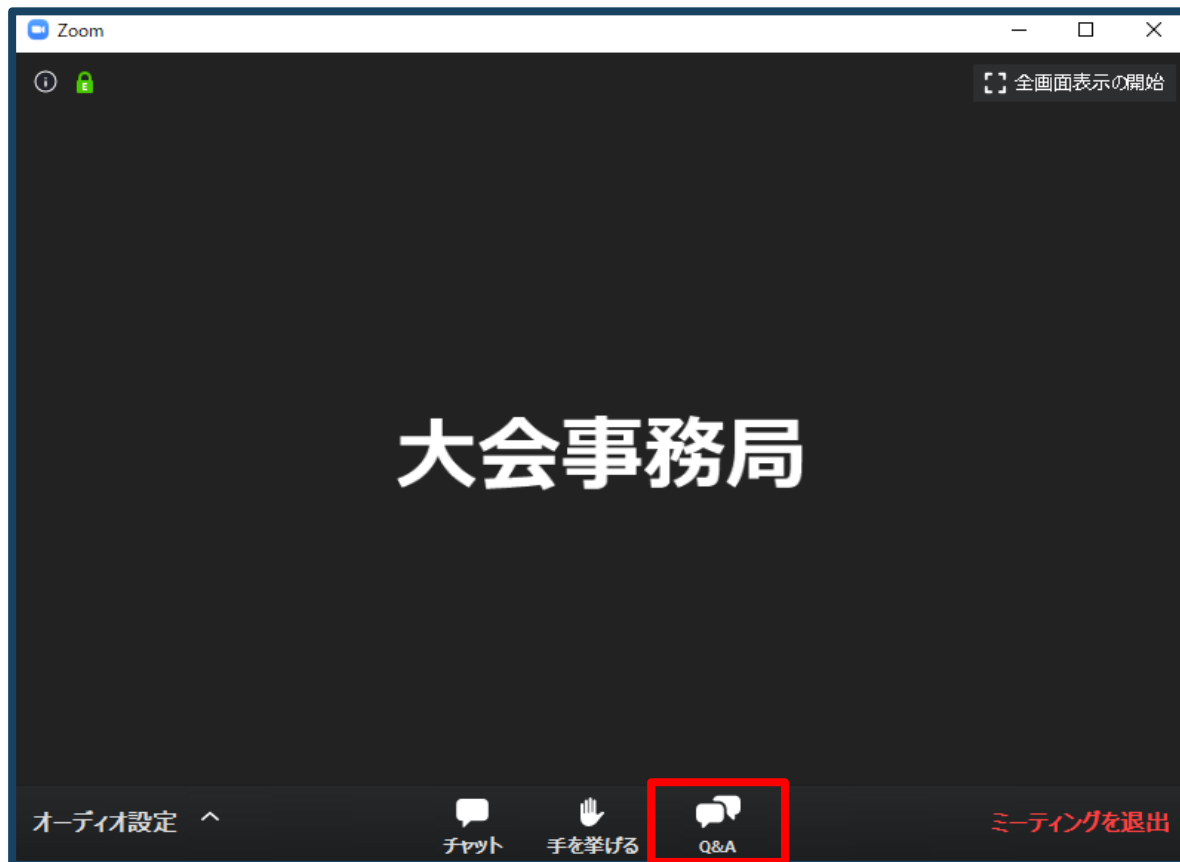 Zoom
全画面表示の開始
大会事務局
オーディオ設定
チャット
手を挙げる
Q&A
ミーティングを退出